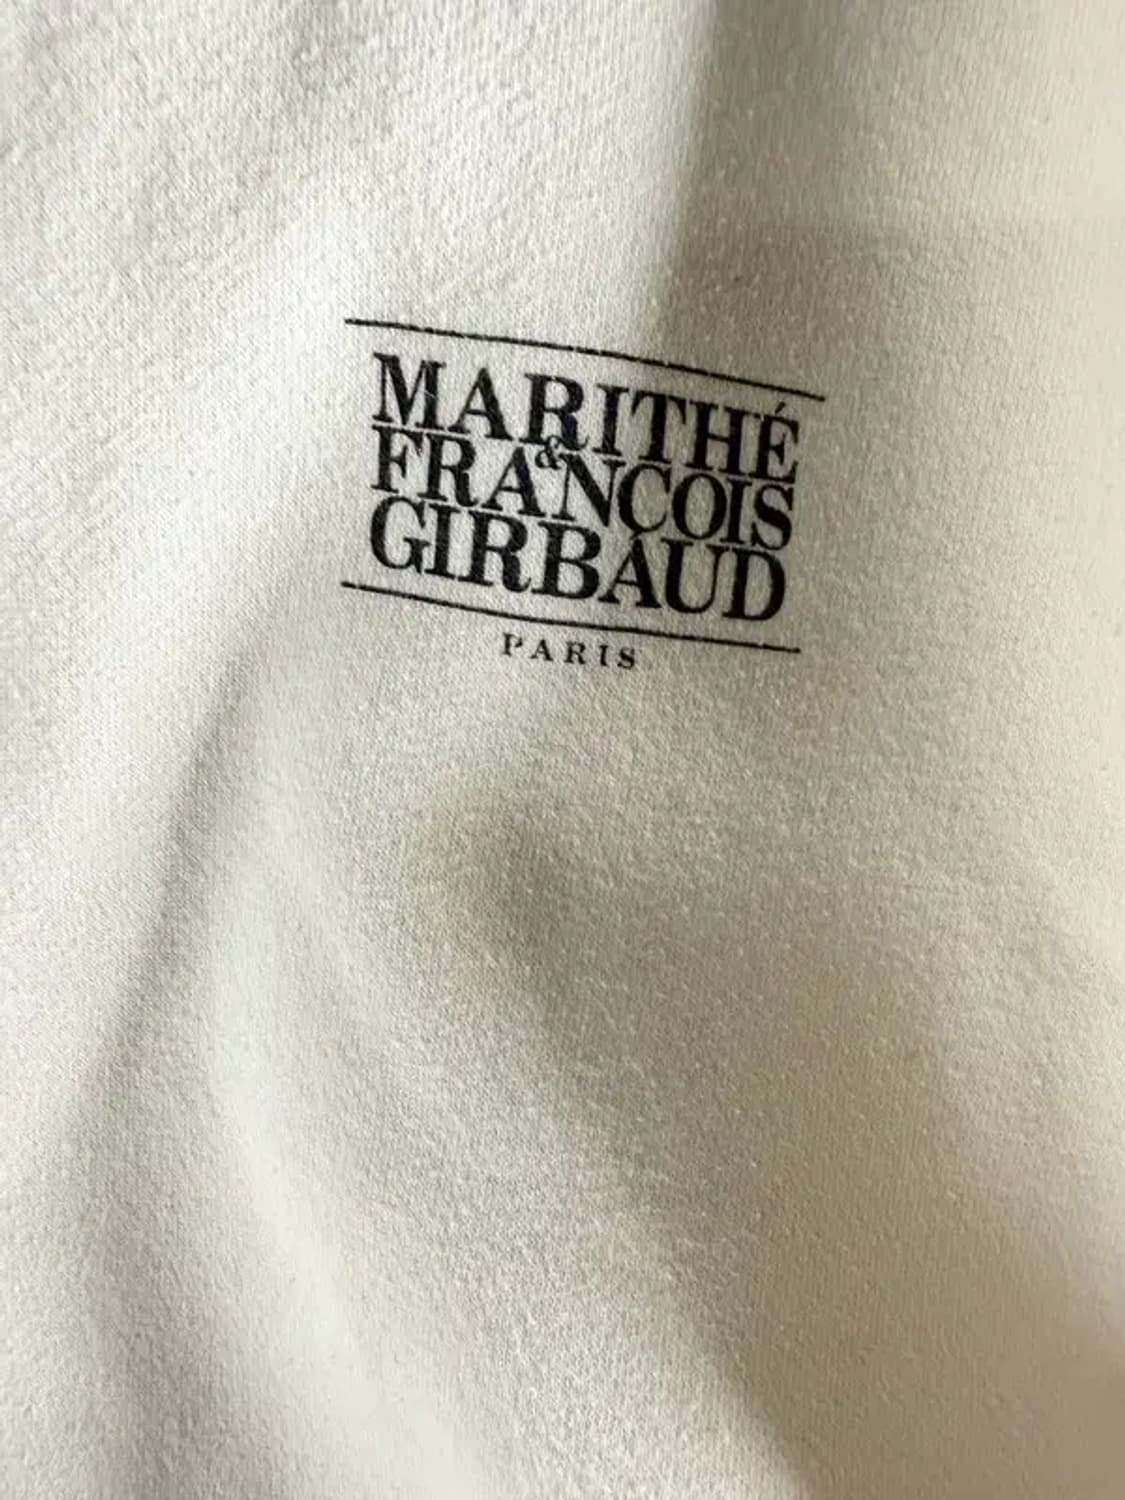 MARITHÉ
&
FRANÇOIS
GIRBAUD
PARIS